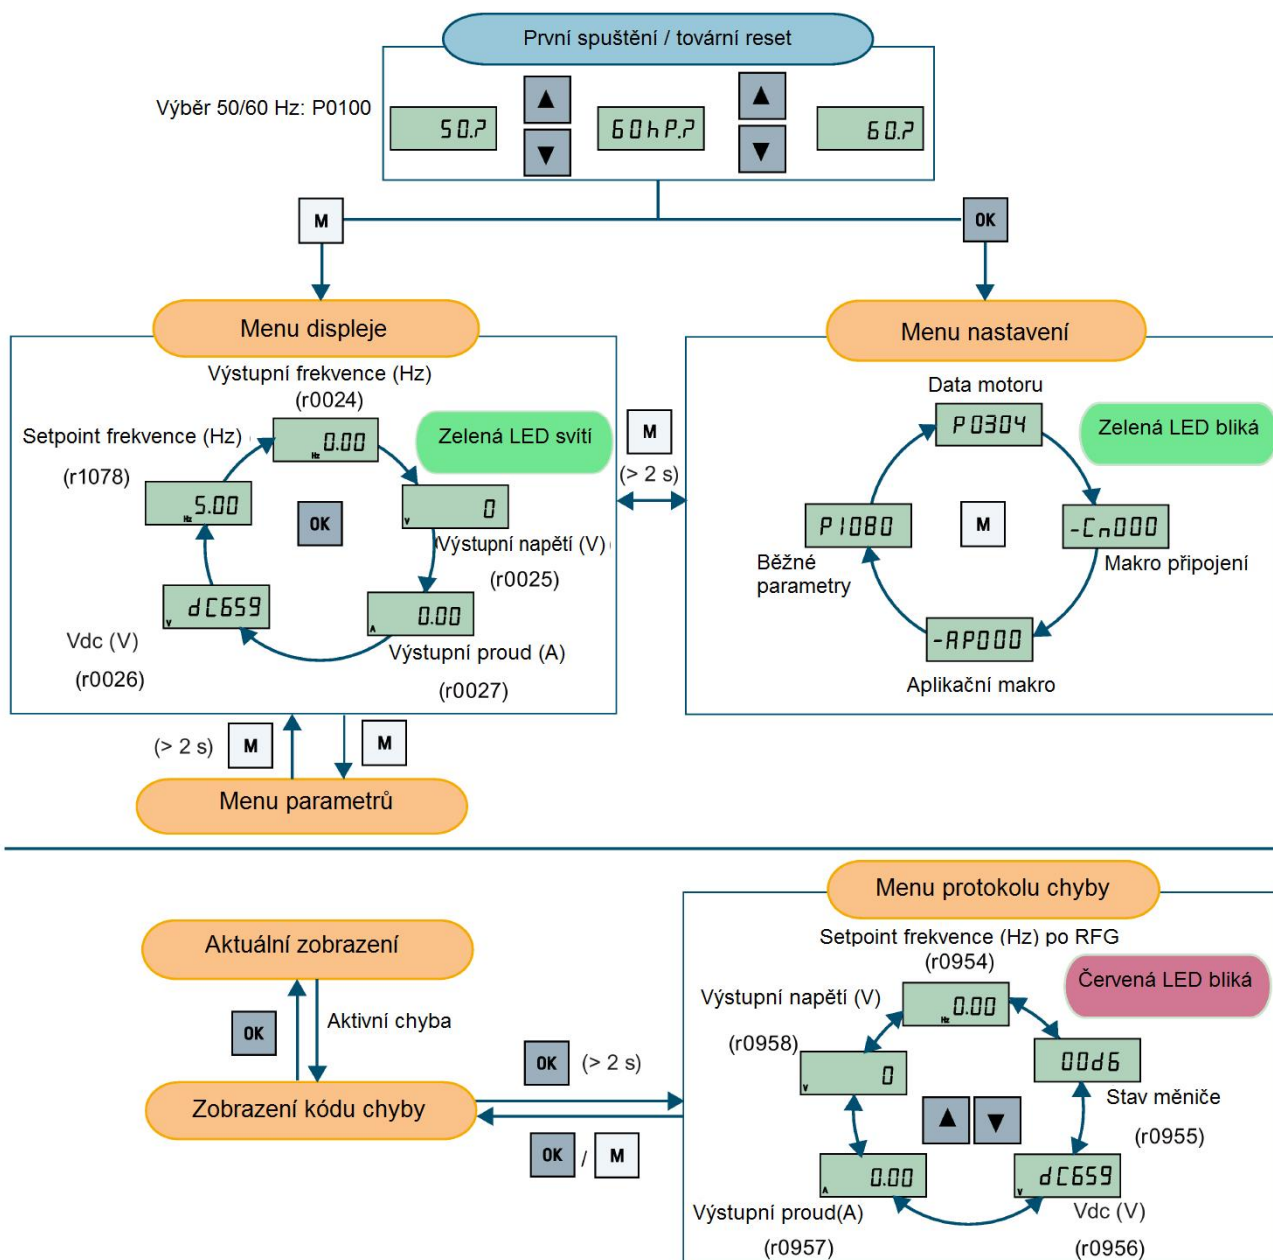 První spuštění / tovární reset
Výběr 50/60 Hz: P0100
50.?
60hP.?
60.?
M
OK
Menu displeje
Výstupní frekvence (Hz)
(r0024)
Hz 0.00
Zelená LED svítí
Setpoint frekvence (Hz)
(r1078)
Hz 5.00
OK
V 0
Výstupní napětí (V)
(r0025)
V dC659
A 0.00
Vdc (V)
(r0026)
Výstupní proud (A)
(r0027)
M
(> 2 s)
Menu nastavení
Data motoru
P0304
Zelená LED bliká
P1080
M
-Cn000
Běžné
parametry
Makro připojení
-AP000
Aplikační makro
(> 2 s)
M
M
Menu parametrů
Aktuální zobrazení
OK
Aktivní chyba
Zobrazení kódu chyby
OK
(> 2 s)
OK / M
Menu protokolu chyby
Setpoint frekvence (Hz) po RFG
(r0954)
Hz 0.00
Červená LED bliká
Výstupní napětí (V)
(r0958)
V 0
00d6
Stav měniče
(r0955)
A 0.00
V dC659
Výstupní proud(A)
(r0957)
Vdc (V)
(r0956)